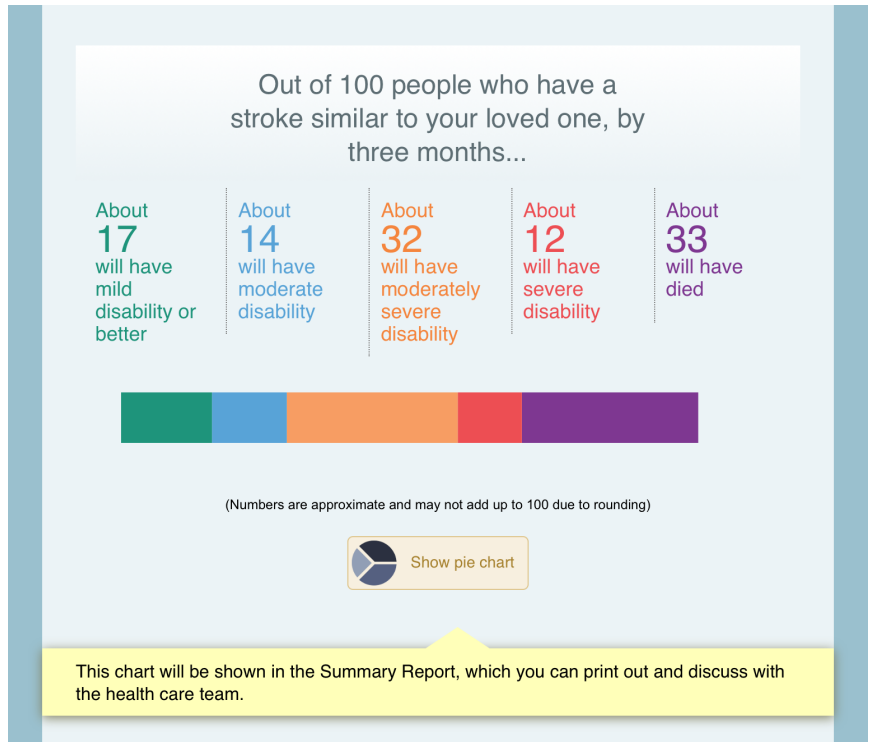 Out of 100 people who have a
stroke similar to your loved one, by
three months...
About
17
will have
mild
disability or
better
About
14
will have
moderate
disability
About
32
will have
moderately
severe
disability
About
12
will have
severe
disability
About
33
will have
died
(Numbers are approximate and may not add up to 100 due to rounding)
Show pie chart
This chart will be shown in the Summary Report, which you can print out and discuss with
the health care team.